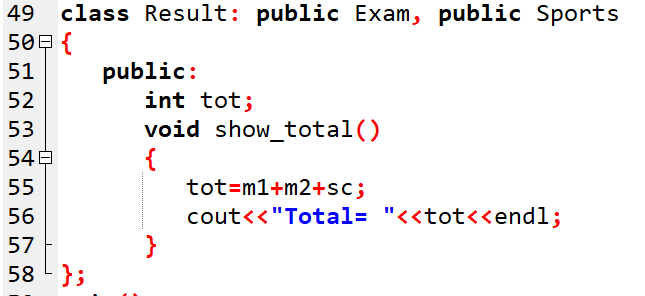 49 class Result: public Exam, public Sports
50 {
51 public:
52 int tot;
53 void show_total()
54 {
55 tot=m1+m2+sc;
56 cout<<"Total= "<<tot<<endl;
57 }
58 };